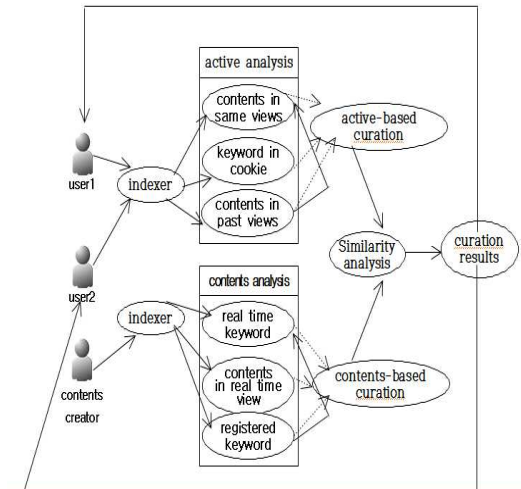 active analysis
contents in
same views
active-based
curation
keyword in
cookie
user1
indexer
contents in
past views
Similarity
analysis
curation
results
user2
contents analysis
indexer
real time
keyword
contents
in real time
view
contents-based
curation
contents
creator
registered
keyword